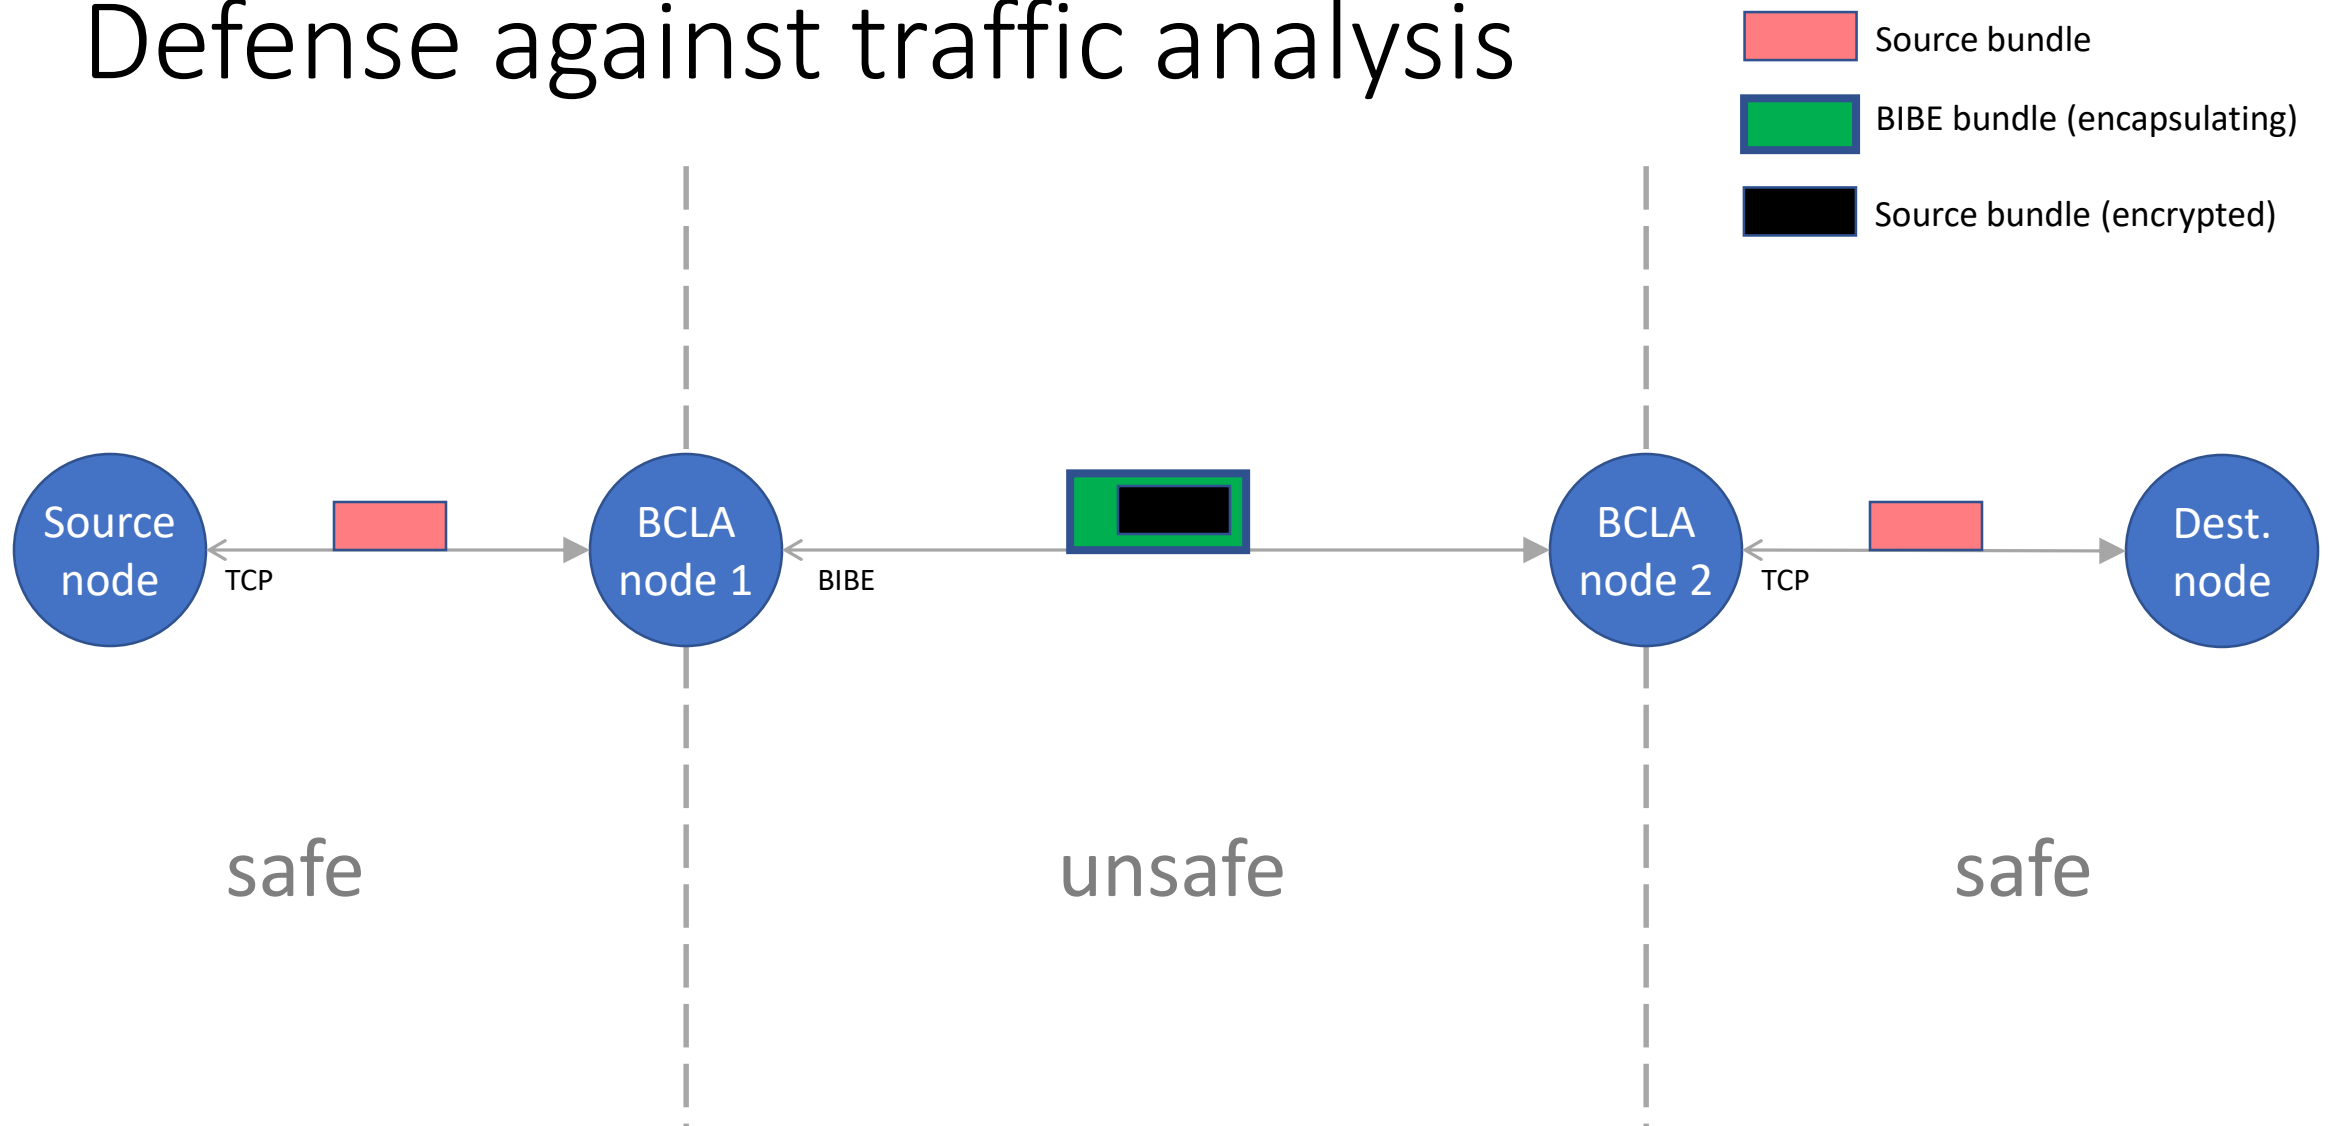 Defense against traffic analysis
Source bundle
BIBE bundle (encapsulating)
Source bundle (encrypted)
Source
node
TCP
BCLA
node 1
BIBE
BCLA
node 2
TCP
Dest.
node
safe
unsafe
safe